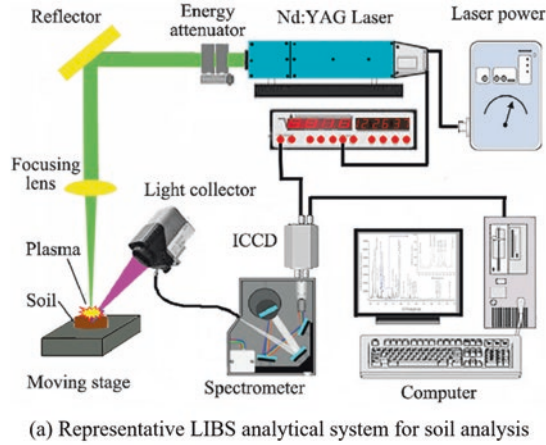 Reflector
Energy
attenuator
Nd:YAG Laser
Laser power
Focusing
lens
Light collector
ICCD
Plasma
Soil
Moving stage
Spectrometer
Computer
(a) Representative LIBS analytical system for soil analysis